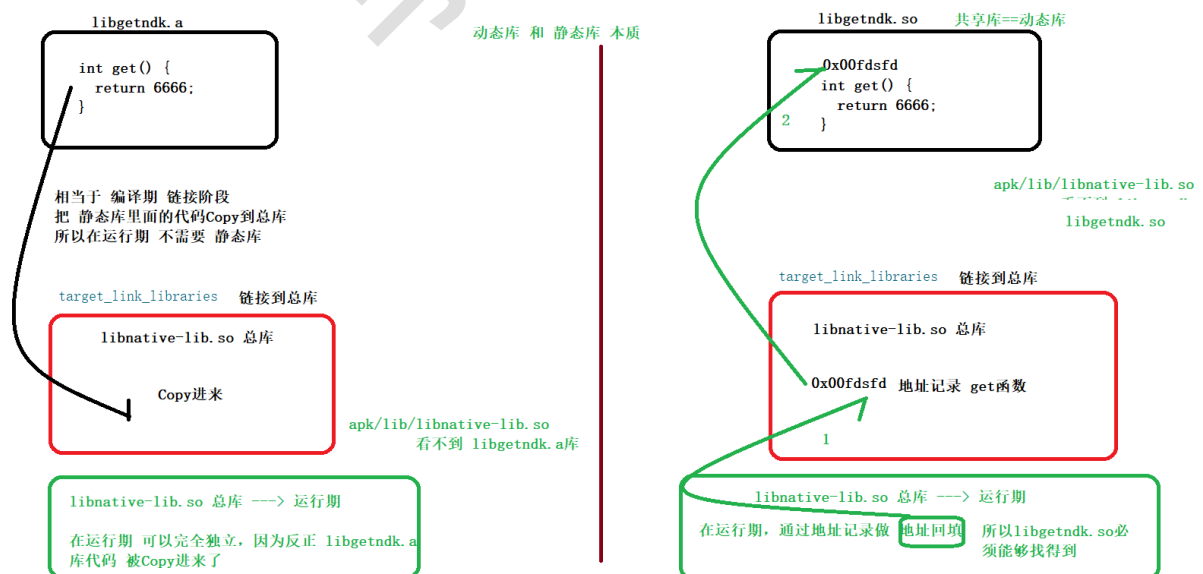 libgetndk.a
int get() {
return 6666;
}
相当于 编译期 链接阶段
把 静态库里面的代码Copy到总库
所以在运行期 不需要 静态库
target_link_libraries 链接到总库
libnative-lib.so 总库
Copy进来
apk/lib/libnative-lib.so
看不到 libgetndk.a库
libnative-lib.so 总库 ---> 运行期
在运行期 可以完全独立，因为反正 libgetndk.a
库代码 被Copy进来了
动态库 和 静态库 本质
libgetndk.so 共享库==动态库
0x00fdsfd
int get() {
return 6666;
}
2
apk/lib/libnative-lib.so
libgetndk.so
target_link_libraries 链接到总库
libnative-lib.so 总库
0x00fdsfd 地址记录 get函数
1
libnative-lib.so 总库 ---> 运行期
在运行期，通过地址记录做 地址回填 所以libgetndk.so必
须能够找得到